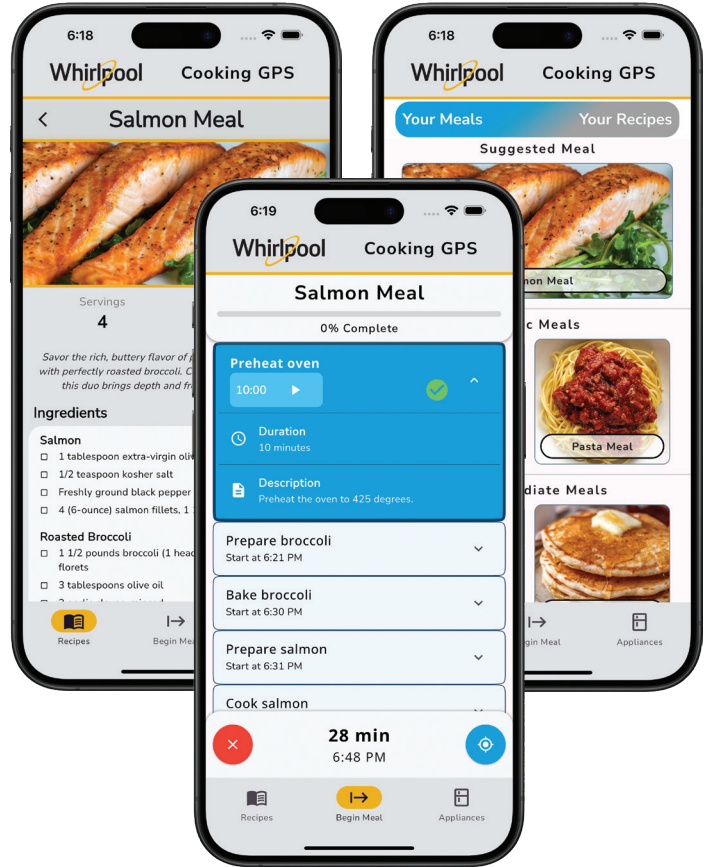 6:18
Whirlpool Cooking GPS
Salmon Meal
Servings
4
Savor the rich, buttery flavor of
with perfectly roasted broccoli.
this duo brings depth and
Ingredients
Salmon
1 tablespoon extra-virgin
1/2 teaspoon kosher salt
Freshly ground black pepper
4 (6-ounce) salmon fillets, 1
Roasted Broccoli
1 1/2 pounds broccoli (1
florets
3 tablespoons olive oil
Recipes
Begin
6:19
Whirlpool Cooking GPS
Salmon Meal
0% Complete
Preheat oven
10:00
Duration
10 minutes
Description
Preheat the oven to 425 degrees.
Prepare broccoli
Start at 6:21 PM
Bake broccoli
Start at 6:30 PM
Prepare salmon
Start at 6:31 PM
Cook salmon
28 min
6:48 PM
Recipes
Begin Meal
Appliances
6:18
Whirlpool Cooking GPS
Your Meals Your Recipes
Suggested Meal
Meal
Meals
Pasta Meal
Meals
Meal
Appliances